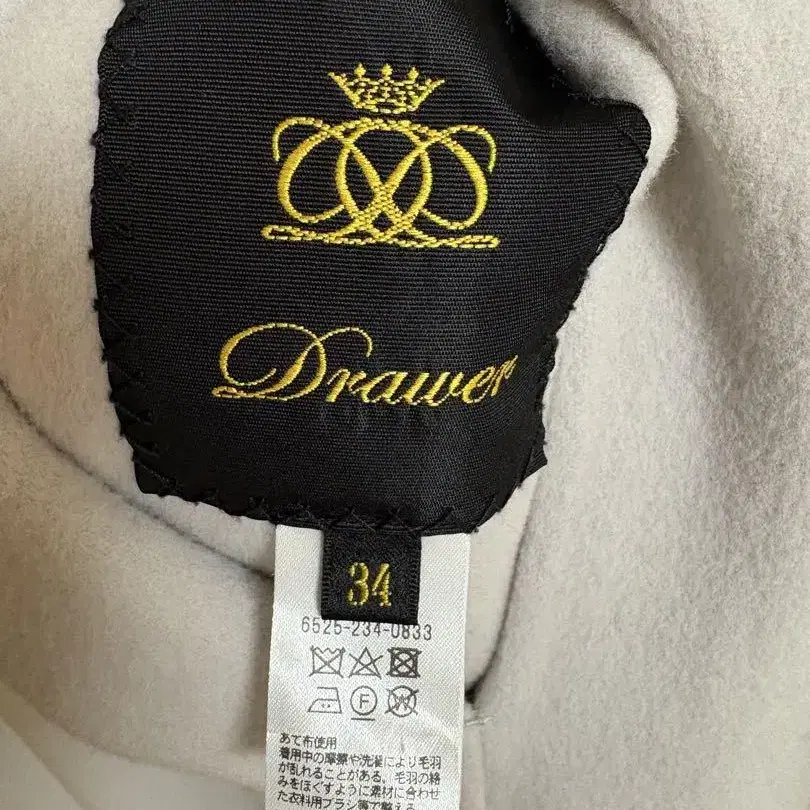 Drawer
34
6525-234-0833
F
W
あて布使用
着用中の摩擦や洗濯により毛羽
が乱れることがある。毛羽の絡
みをほぐすように素材に合わせ
た衣料用ブラシ等で整える